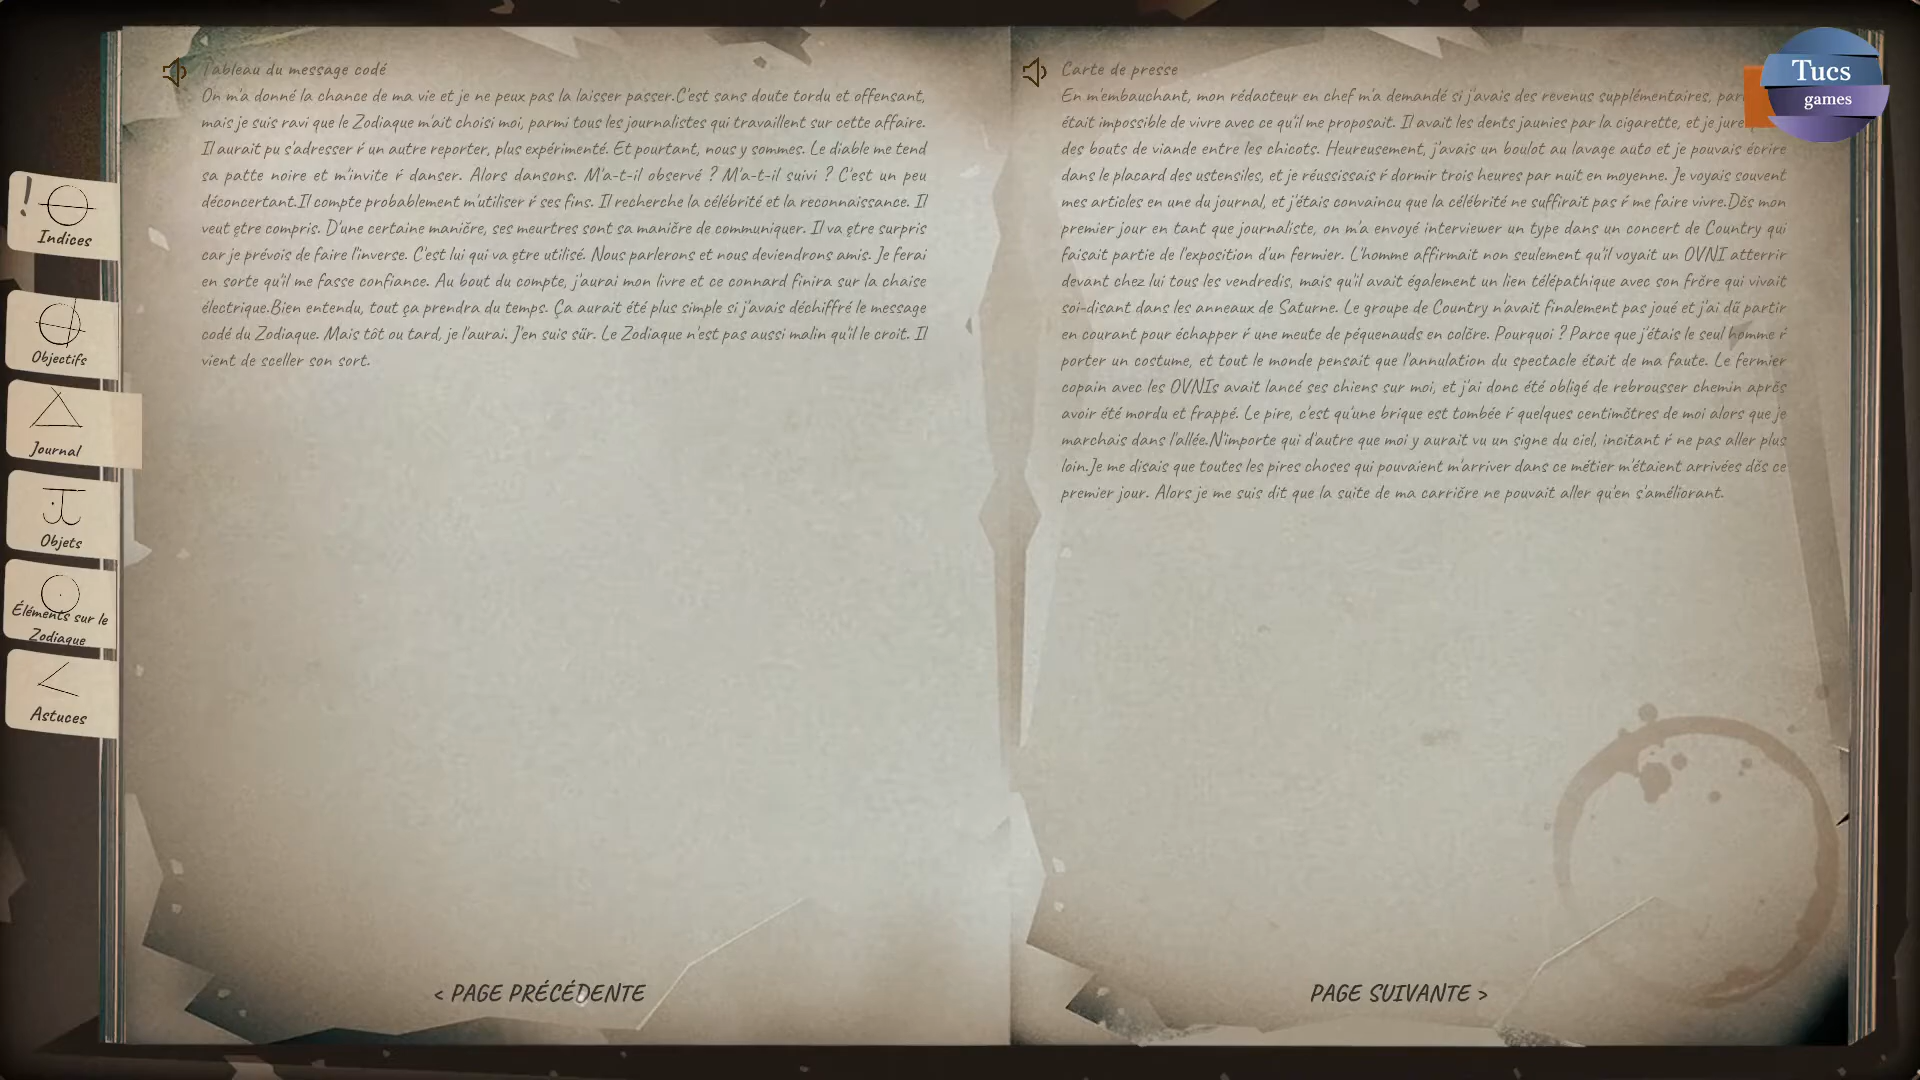 Tableau du message codé
On m'a donné la chance de ma vie et je ne peux pas la laisser passer.C'est sans doute tordu et offensant,
mais je suis ravi que le Zodiaque m'ait choisi moi, parmi tous les journalistes qui travaillent sur cette affaire.
Il aurait pu s'adresser ŕ un autre reporter, plus expérimenté. Et pourtant, nous y sommes. Le diable me tend
sa patte noire et m'invite ŕ danser. Alors dansons. M'a-t-il observé ? M'a-t-il suivi ? C'est un peu
déconcertant.Il compte probablement m'utiliser ŕ ses fins. Il recherche la célébrité et la reconnaissance. Il
veut ętre compris. D'une certaine maničre, ses meurtres sont sa maničre de communiquer. Il va ętre surpris
car je prévois de faire l'inverse. C'est lui qui va ętre utilisé. Nous parlerons et nous deviendrons amis. Je ferai
en sorte qu'il me fasse confiance. Au bout du compte, j'aurai mon livre et ce connard finira sur la chaise
électrique.Bien entendu, tout ça prendra du temps. Ça aurait été plus simple si j'avais déchiffré le message
codé du Zodiaque. Mais tôt ou tard, je l'aurai. J'en suis sűr. Le Zodiaque n'est pas aussi malin qu'il le croit. Il
vient de sceller son sort.
Carte de presse
En m'embauchant, mon rédacteur en chef m'a demandé si j'avais des revenus supplémentaires,
était impossible de vivre avec ce qu'il me proposait. Il avait les dents jaunies par la cigarette, et je jure
des bouts de viande entre les chicots. Heureusement, j'avais un boulot au lavage auto et je pouvais écrire
dans le placard des ustensiles, et je réussissais ŕ dormir trois heures par nuit en moyenne. Je voyais souvent
mes articles en une du journal, et j'étais convaincu que la célébrité ne suffirait pas ŕ me faire vivre.Dčs mon
premier jour en tant que journaliste, on m'a envoyé interviewer un type dans un concert de Country qui
faisait partie de l'exposition d'un fermier. L'homme affirmait non seulement qu'il voyait un OVNI atterrir
devant chez lui tous les vendredis, mais qu'il avait également un lien télépathique avec son frčre qui vivait
soi-disant dans les anneaux de Saturne. Le groupe de Country n'avait finalement pas joué et j'ai dű partir
en courant pour échapper ŕ une meute de péquenauds en colčre. Pourquoi ? Parce que j'étais le seul homme ŕ
porter un costume, et tout le monde pensait que l'annulation du spectacle était de ma faute. Le fermier
copain avec les OVNIs avait lancé ses chiens sur moi, et j'ai donc été obligé de rebrousser chemin aprčs
avoir été mordu et frappé. Le pire, c'est qu'une brique est tombée ŕ quelques centimčtres de moi alors que je
marchais dans l'allée.N'importe qui d'autre que moi y aurait vu un signe du ciel, incitant ŕ ne pas aller plus
loin.Je me disais que toutes les pires choses qui pouvaient m'arriver dans ce métier m'étaient arrivées dčs ce
premier jour. Alors je me suis dit que la suite de ma carričre ne pouvait aller qu'en s'améliorant.
Tucs
games
Indices
Objectifs
Journal
Objets
Éléments sur le
Zodiaque
Astuces
< PAGE PRÉCÉDENTE
PAGE SUIVANTE >